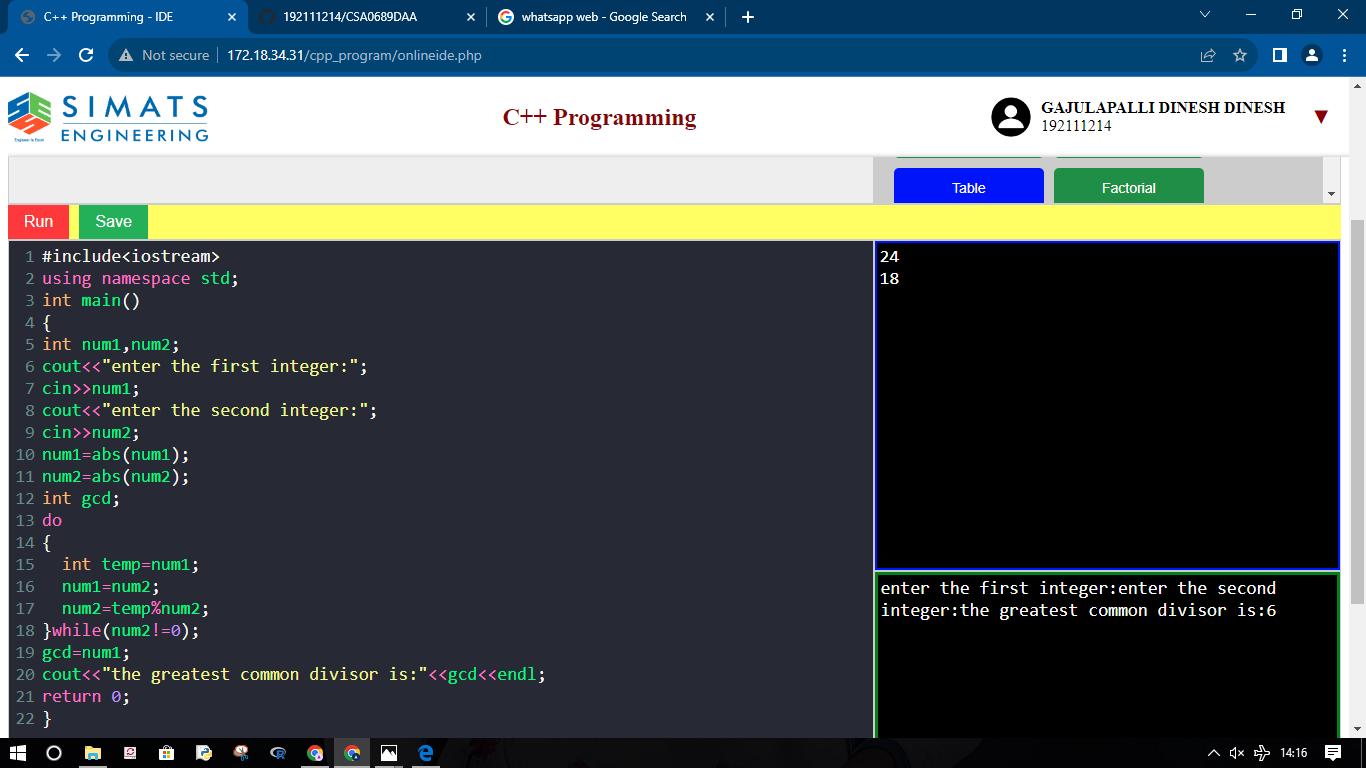 C++ Programming - IDE
192111214/CSA0689DAA
whatsapp web - Google Search
Not secure
172.18.34.31/cpp_program/onlineide.php
SIMATS
ENGINEERING
C++ Programming
GAJULAPALLI DINESH DINESH
192111214
Table
Factorial
Run
Save
1 #include<iostream>
2 using namespace std;
3 int main()
4 {
5 int num1,num2;
6 cout<<"enter the first integer:";
7 cin>>num1;
8 cout<<"enter the second integer:";
9 cin>>num2;
10 num1=abs(num1);
11 num2=abs(num2);
12 int gcd;
13 do
14 {
15   int temp=num1;
16   num1=num2;
17   num2=temp%num2;
18 }while(num2!=0);
19 gcd=num1;
20 cout<<"the greatest common divisor is:"<<gcd<<endl;
21 return 0;
22 }
24
18
enter the first integer:enter the second
integer:the greatest common divisor is:6
14:16